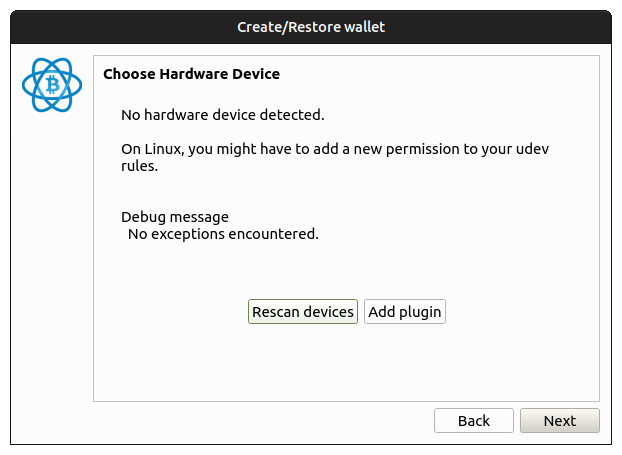 Create/Restore wallet
Choose Hardware Device
No hardware device detected.
On Linux, you might have to add a new permission to your udev
rules.
Debug message
No exceptions encountered.
Rescan devices Add plugin
Back Next